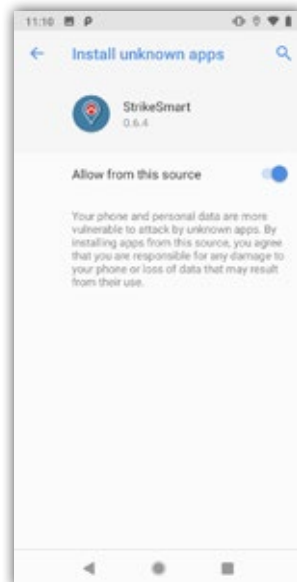 11:10 P
Install unknown apps
StrikeSmart
0.6.4
Allow from this source
Your phone and personal data are more
vulnerable to attack by unknown apps. By
installing apps from this source, you agree
that you are responsible for any damage to
your phone or loss of data that may result
from their use.